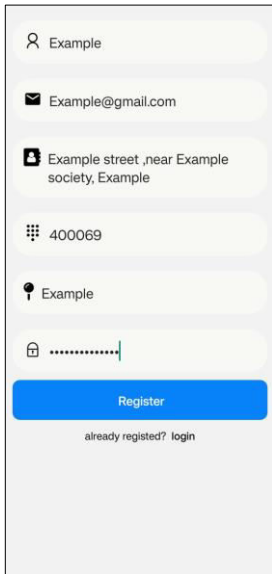 Example
Example@gmail.com
Example street ,near Example
society, Example
400069
Example
••••••••••••••
Register
already registed? login